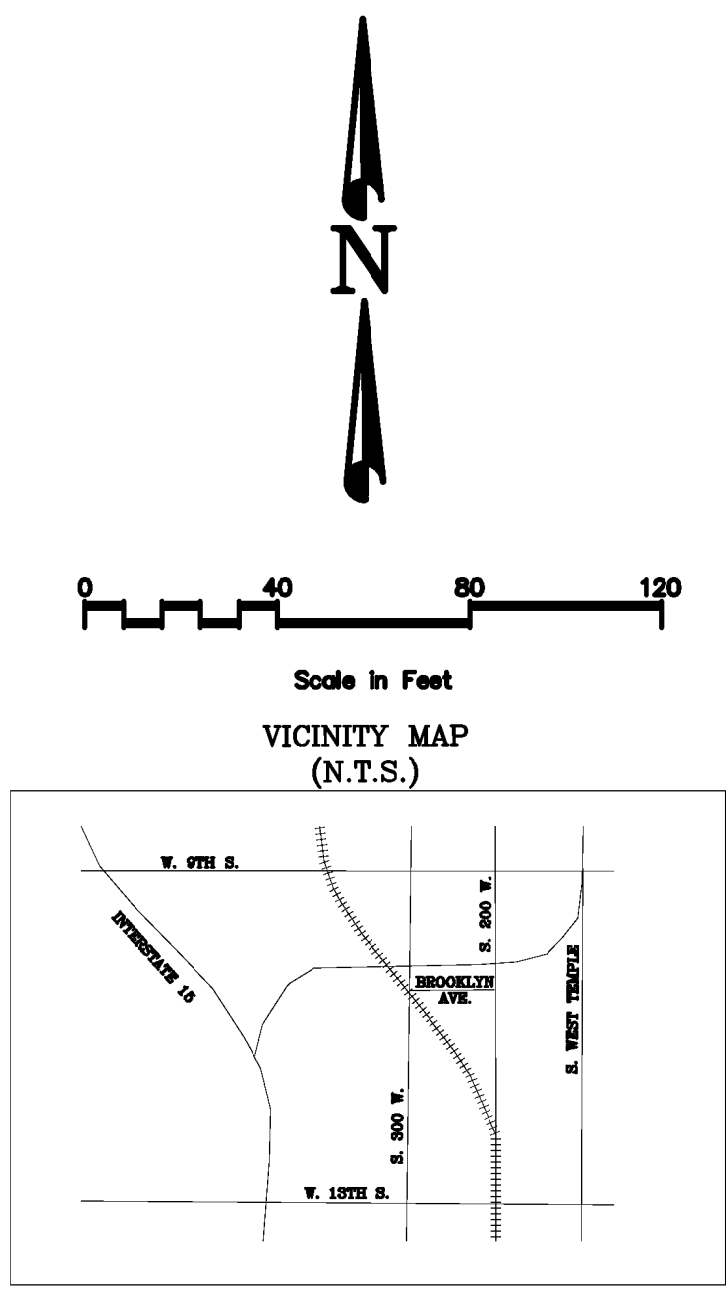 N
0 40 80 120
Scale in Feet
VICINITY MAP
(N.T.S.)
W. 9TH S.
S. 200 W.
INTERSTATE 15
BROOKLYN
AVE.
S. WEST TEMPLE
S. 300 W.
W. 13TH S.